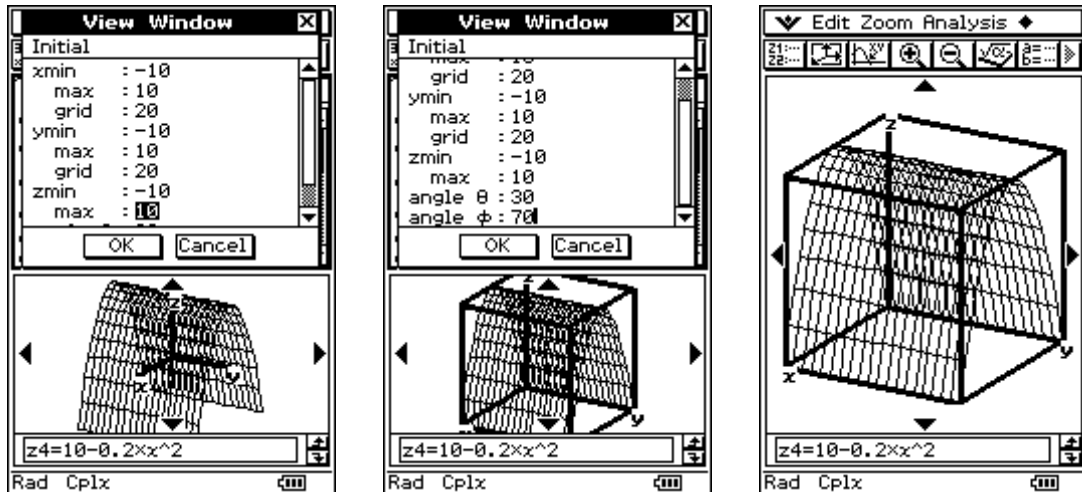 View Window
Initial
xmin :-10
max :10
grid :20
ymin :-10
max :10
grid :20
zmin :-10
max :10
OK Cancel
z
x y
z4=10-0.2×x^2
Rad Cplx
View Window
Initial
grid :20
ymin :-10
max :10
grid :20
zmin :-10
max :10
angle θ :30
angle ϕ :70
OK Cancel
z
y
z4=10-0.2×x^2
Rad Cplx
Edit Zoom Analysis
z
y
x
z4=10-0.2×x^2
Rad Cplx